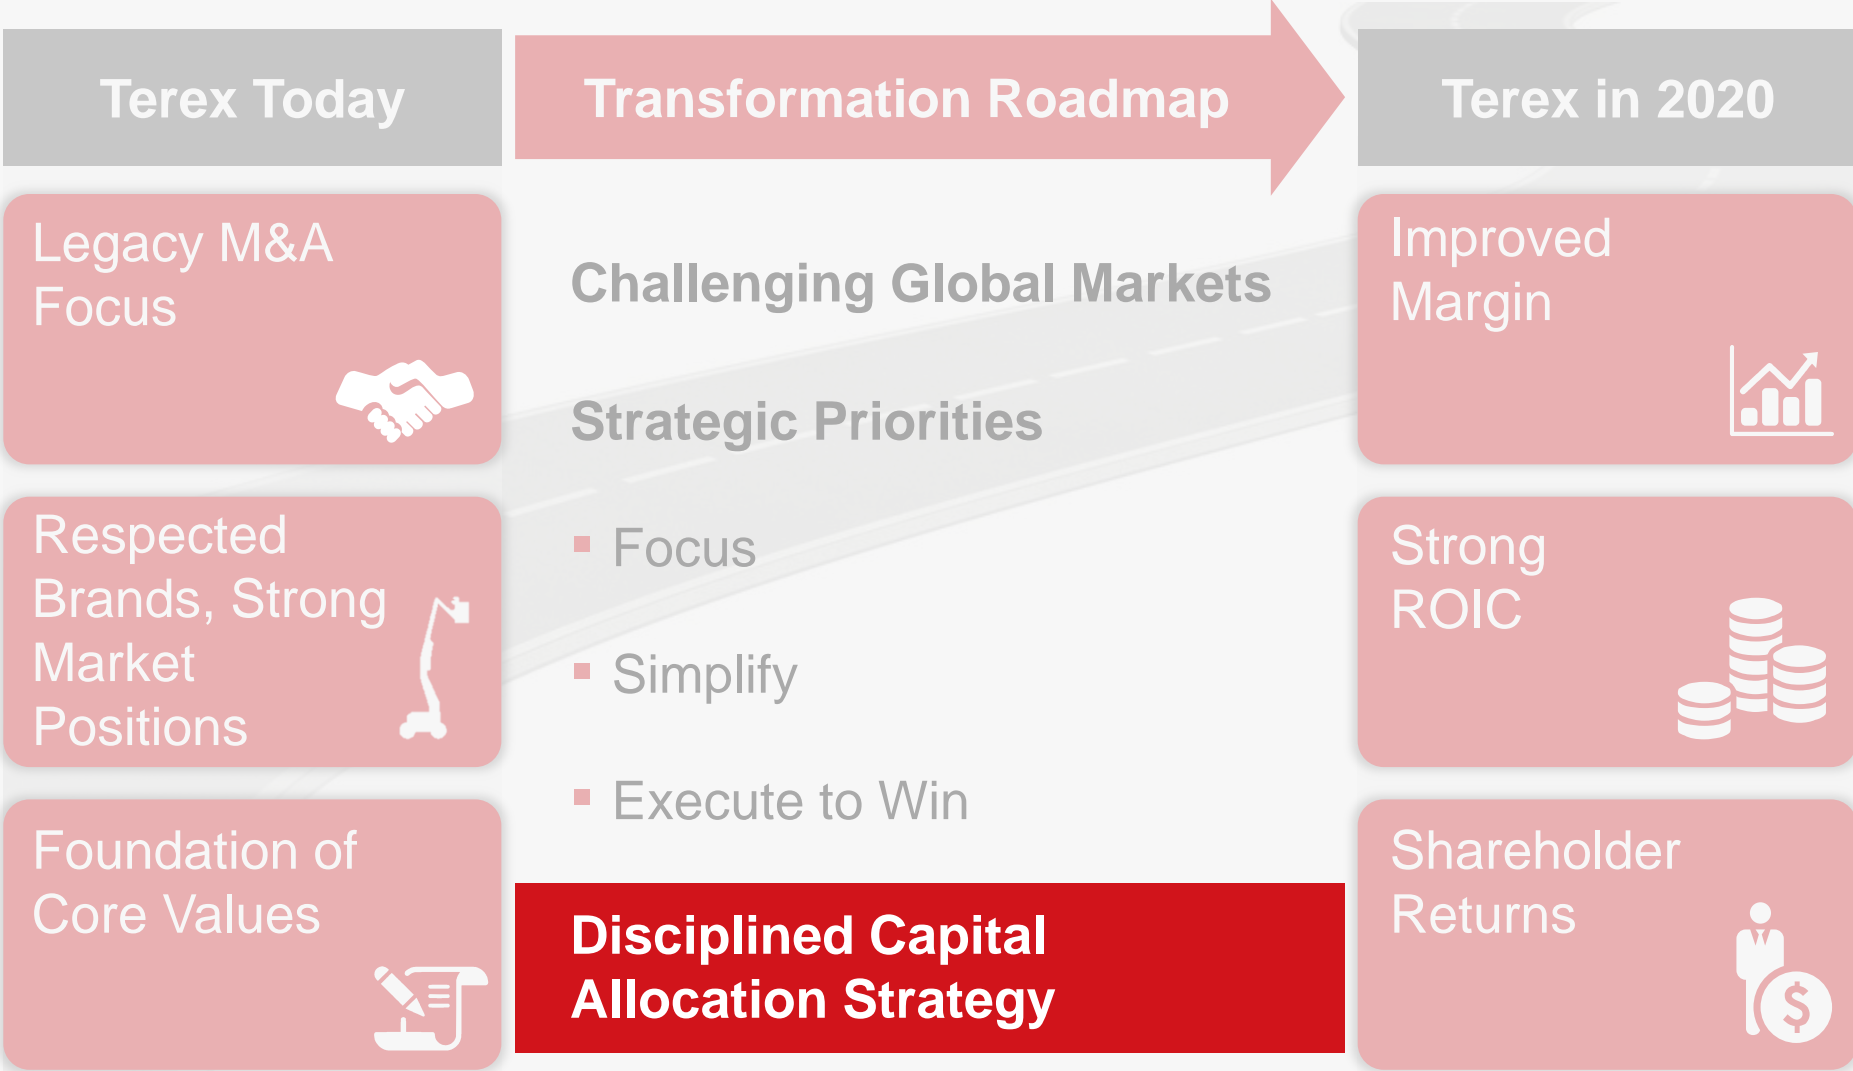 Terex Today
Transformation Roadmap
Terex in 2020
Legacy M&A
Focus
Respected
Brands, Strong
Market
Positions
Foundation of
Core Values
Challenging Global Markets
Strategic Priorities
▪ Focus
▪ Simplify
▪ Execute to Win
Disciplined Capital
Allocation Strategy
Improved
Margin
Strong
ROIC
Shareholder
Returns
$